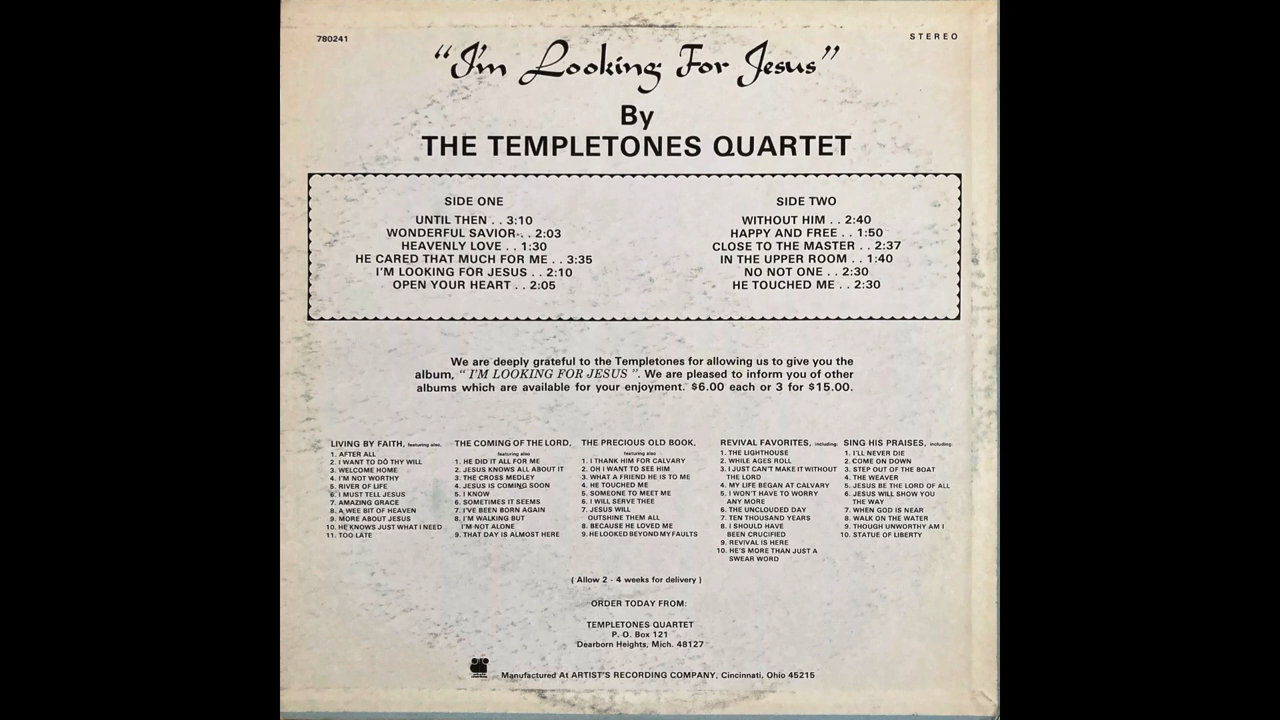 780241
STEREO
“I'm Looking For Jesus”
By
THE TEMPLETONES QUARTET
SIDE ONE
UNTIL THEN . . 3:10
WONDERFUL SAVIOR . . 2:03
HEAVENLY LOVE . . 1:30
HE CARED THAT MUCH FOR ME . . 3:35
I'M LOOKING FOR JESUS . . 2:10
OPEN YOUR HEART . . 2:05
SIDE TWO
WITHOUT HIM . . 2:40
HAPPY AND FREE . . 1:50
CLOSE TO THE MASTER . . 2:37
IN THE UPPER ROOM . . 1:40
NO NOT ONE . . 2:30
HE TOUCHED ME . . 2:30
We are deeply grateful to the Templetones for allowing us to give you the
album, “ I'M LOOKING FOR JESUS ”. We are pleased to inform you of other
albums which are available for your enjoyment. $6.00 each or 3 for $15.00.
LIVING BY FAITH, featuring also,
1. AFTER ALL
2. I WANT TO DO THY WILL
3. WELCOME HOME
4. I'M NOT WORTHY
5. RIVER OF LIFE
6. I MUST TELL JESUS
7. AMAZING GRACE
8. A WEE BIT OF HEAVEN
9. MORE ABOUT JESUS
10. HE KNOWS JUST WHAT I NEED
11. TOO LATE
THE COMING OF THE LORD,
featuring also
1. HE DID IT ALL FOR ME
2. JESUS KNOWS ALL ABOUT IT
3. THE CROSS MEDLEY
4. JESUS IS COMING SOON
5. I KNOW
6. SOMETIMES IT SEEMS
7. I'VE BEEN BORN AGAIN
8. I'M WALKING BUT
I'M NOT ALONE
9. THAT DAY IS ALMOST HERE
THE PRECIOUS OLD BOOK,
featuring also
1. I THANK HIM FOR CALVARY
2. OH I WANT TO SEE HIM
3. WHAT A FRIEND HE IS TO ME
4. HE TOUCHED ME
5. SOMEONE TO MEET ME
6. I WILL SERVE THEE
7. JESUS WILL
OUTSHINE THEM ALL
8. BECAUSE HE LOVED ME
9. HE LOOKED BEYOND MY FAULTS
REVIVAL FAVORITES, including:
1. THE LIGHTHOUSE
2. WHILE AGES ROLL
3. I JUST CAN'T MAKE IT WITHOUT
THE LORD
4. MY LIFE BEGAN AT CALVARY
5. I WON'T HAVE TO WORRY
ANY MORE
6. THE UNCLOUDED DAY
7. TEN THOUSAND YEARS
8. I SHOULD HAVE
BEEN CRUCIFIED
9. REVIVAL IS HERE
10. HE'S MORE THAN JUST A
SWEAR WORD
SING HIS PRAISES, including:
1. I'LL NEVER DIE
2. COME ON DOWN
3. STEP OUT OF THE BOAT
4. THE WEAVER
5. JESUS BE THE LORD OF ALL
6. JESUS WILL SHOW YOU
THE WAY
7. WHEN GOD IS NEAR
8. WALK ON THE WATER
9. THOUGH UNWORTHY AM I
10. STATUE OF LIBERTY
( Allow 2 - 4 weeks for delivery )
ORDER TODAY FROM:
TEMPLETONES QUARTET
P. O. Box 121
Dearborn Heights, Mich. 48127
Manufactured At ARTIST'S RECORDING COMPANY, Cincinnati, Ohio 45215